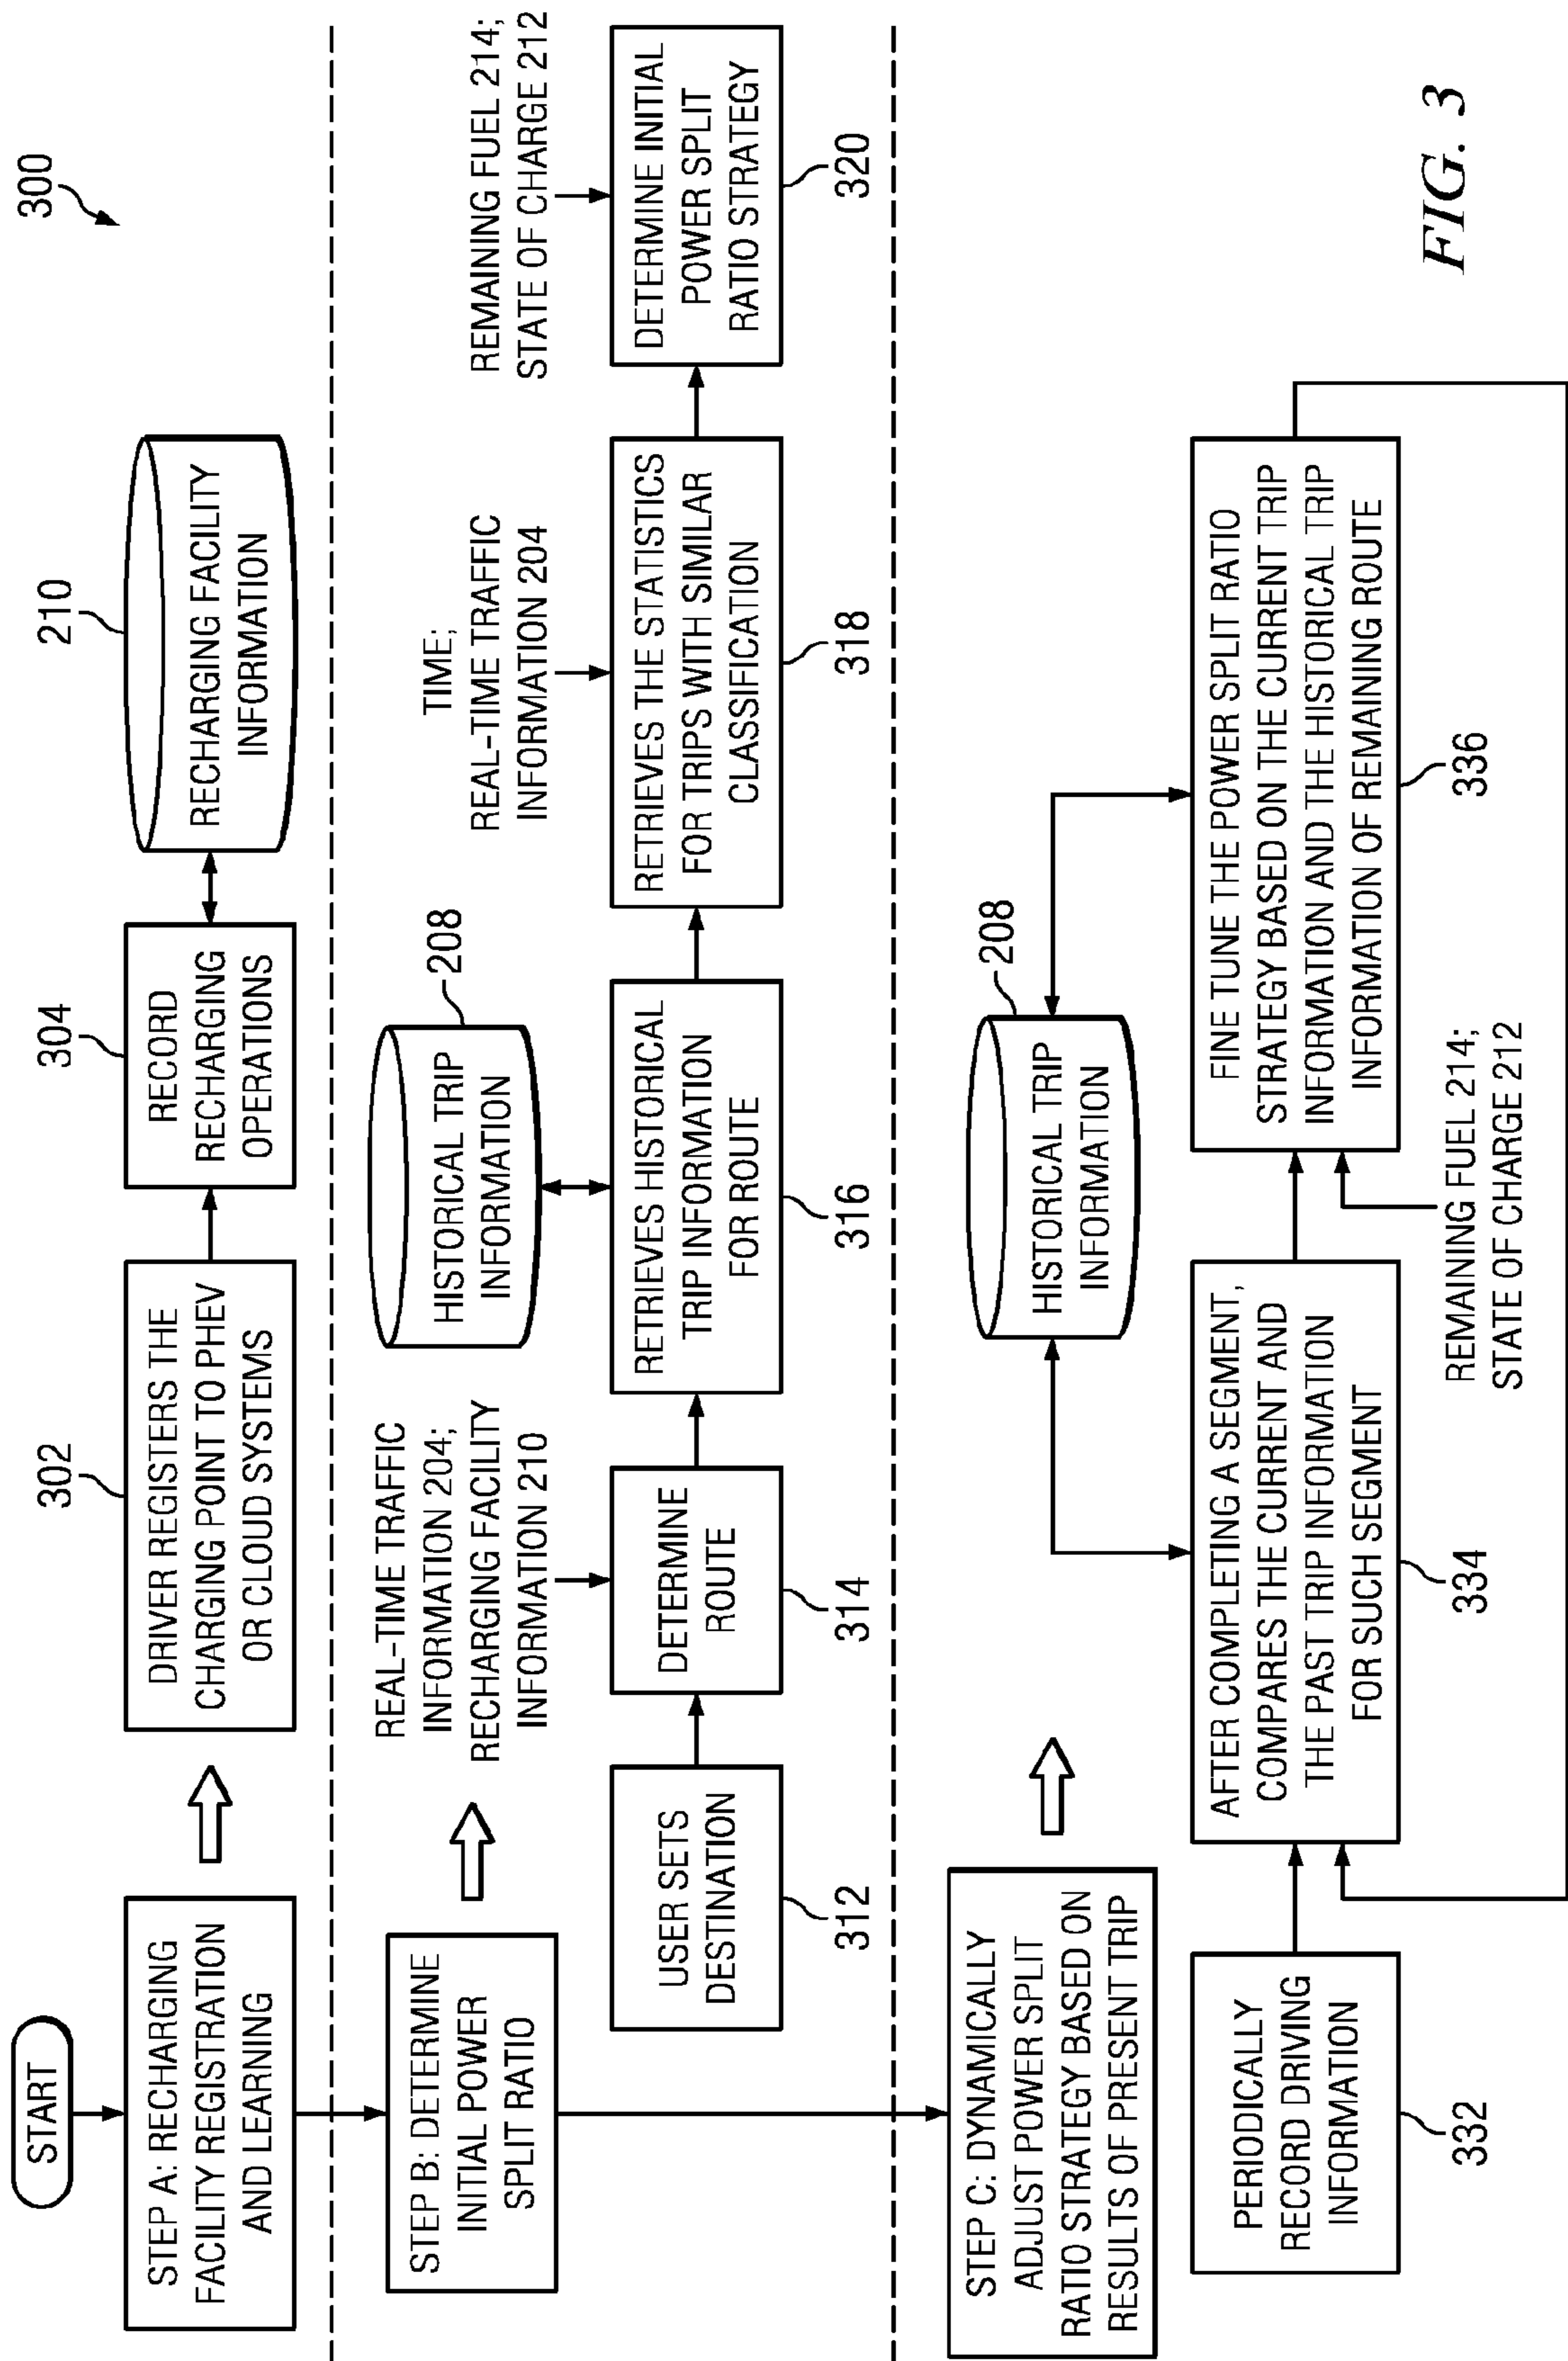 300
START
STEP A: RECHARGING
FACILITY REGISTRATION
AND LEARNING
302
DRIVER REGISTERS THE
CHARGING POINT TO PHEV
OR CLOUD SYSTEMS
304
RECORD
RECHARGING
OPERATIONS
210
RECHARGING FACILITY
INFORMATION
STEP B: DETERMINE
INITIAL POWER
SPLIT RATIO
REAL-TIME TRAFFIC
INFORMATION 204;
RECHARGING FACILITY
INFORMATION 210
HISTORICAL TRIP
INFORMATION
208
TIME;
REAL-TIME TRAFFIC
INFORMATION 204
REMAINING FUEL 214;
STATE OF CHARGE 212
USER SETS
DESTINATION
312
DETERMINE
ROUTE
314
RETRIEVES HISTORICAL
TRIP INFORMATION
FOR ROUTE
316
RETRIEVES THE STATISTICS
FOR TRIPS WITH SIMILAR
CLASSIFICATION
318
DETERMINE INITIAL
POWER SPLIT
RATIO STRATEGY
320
STEP C: DYNAMICALLY
ADJUST POWER SPLIT
RATIO STRATEGY BASED ON
RESULTS OF PRESENT TRIP
HISTORICAL TRIP
INFORMATION
208
PERIODICALLY
RECORD DRIVING
INFORMATION
332
AFTER COMPLETING A SEGMENT,
COMPARES THE CURRENT AND
THE PAST TRIP INFORMATION
FOR SUCH SEGMENT
334
REMAINING FUEL 214;
STATE OF CHARGE 212
FINE TUNE THE POWER SPLIT RATIO
STRATEGY BASED ON THE CURRENT TRIP
INFORMATION AND THE HISTORICAL TRIP
INFORMATION OF REMAINING ROUTE
336
FIG. 3